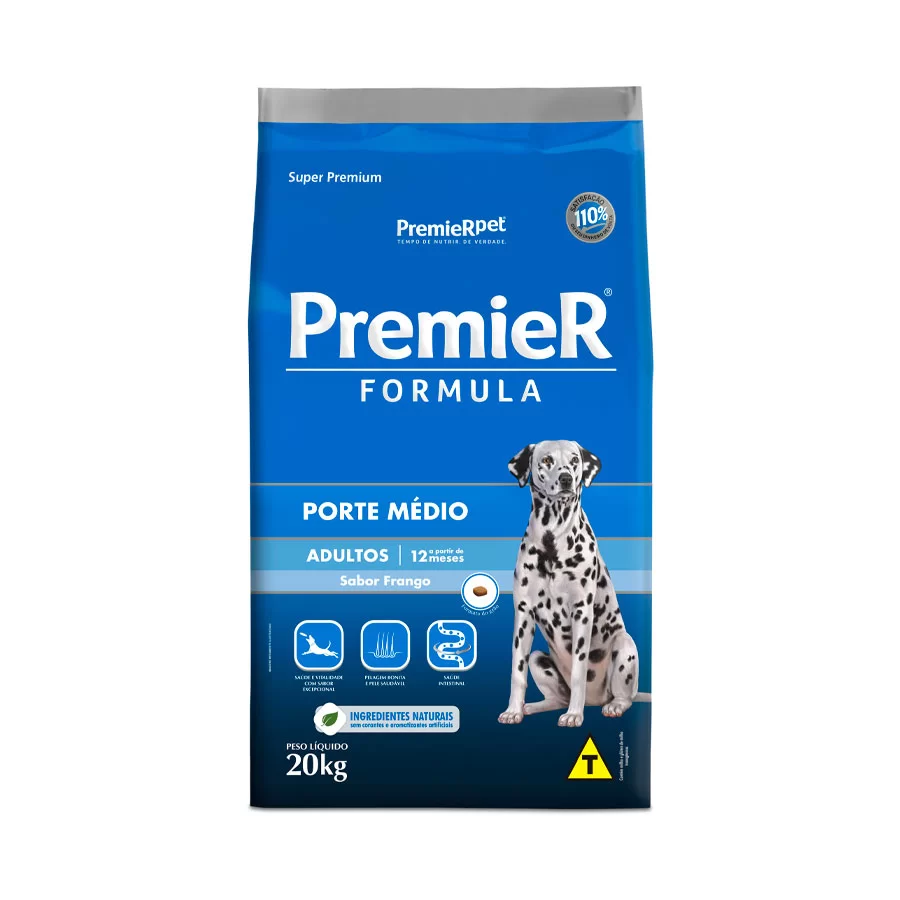 Super Premium
SATISFAÇÃO
110%
PremieRpet®
TEMPO DE NUTRIR. DE VERDADE.
PremieR®
FORMULA
PORTE MÉDIO
ADULTOS | 12 a partir de meses
Sabor Frango
SAÚDE E VITALIDADE
COM SABOR
EXCEPCIONAL
PELAGEM BONITA
E PELE SAUDÁVEL
SAÚDE
INTESTINAL
INGREDIENTES NATURAIS
sem corantes e aromatizantes artificiais
PESO LÍQUIDO
20kg
T